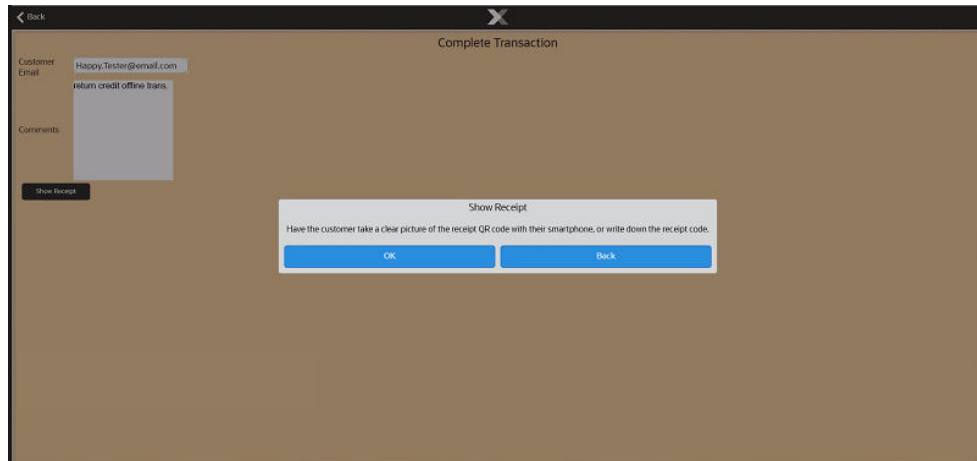 Back
Complete Transaction
Customer
Email
Happy.Tester@email.com
return credit offline trans.
Comments
Show Receipt
Show Receipt
Have the customer take a clear picture of the receipt QR code with their smartphone, or write down the receipt code.
OK
Back